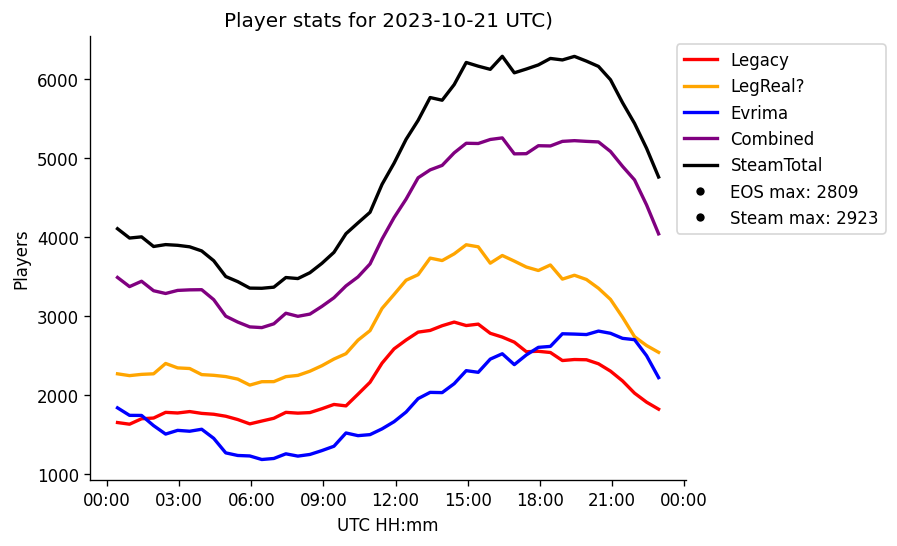 Player stats for 2023-10-21 UTC)
Players
6000
5000
4000
3000
2000
1000
00:00 03:00 06:00 09:00 12:00 15:00 18:00 21:00 00:00
UTC HH:mm
Legacy
LegReal?
Evrima
Combined
SteamTotal
EOS max: 2809
Steam max: 2923